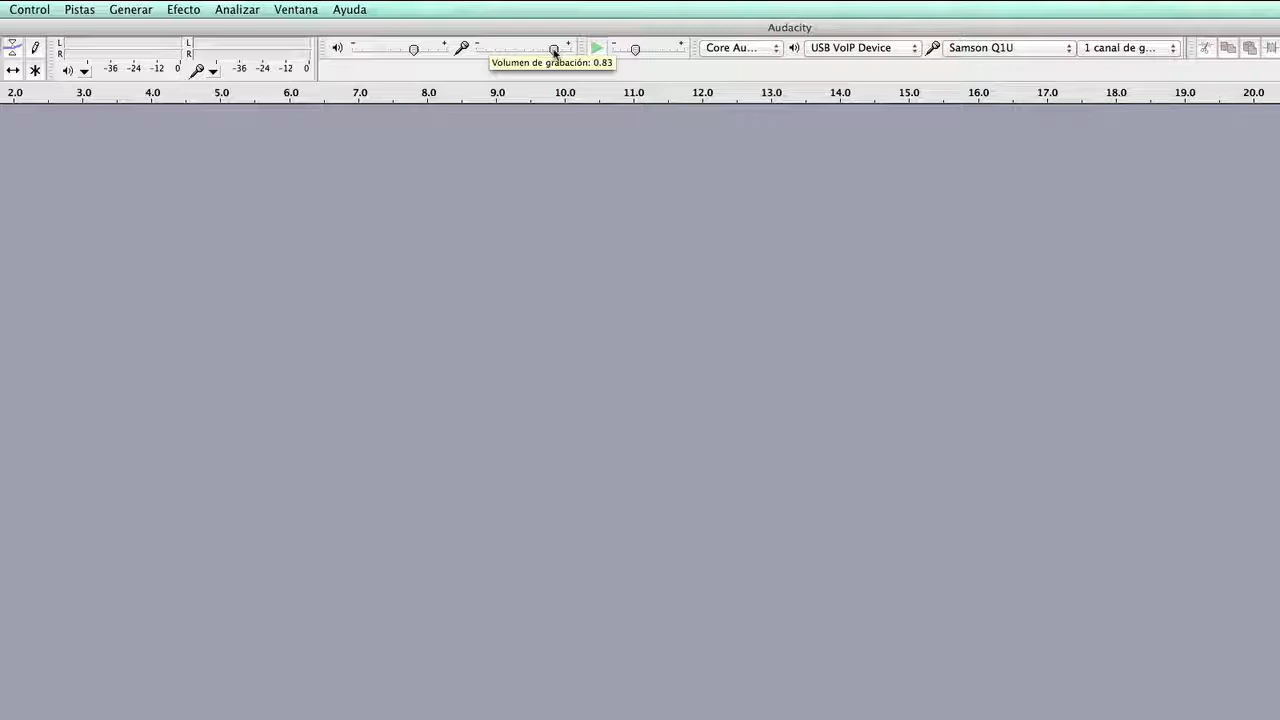 Control Pistas Generar Efecto Analizar Ventana Ayuda
Audacity
L L
R R
- + - + - +
Core Au... USB VoIP Device Samson Q1U 1 canal de g...
Volumen de grabación: 0.83
-36 -24 -12 0 -36 -24 -12 0
2.0 3.0 4.0 5.0 6.0 7.0 8.0 9.0 10.0 11.0 12.0 13.0 14.0 15.0 16.0 17.0 18.0 19.0 20.0